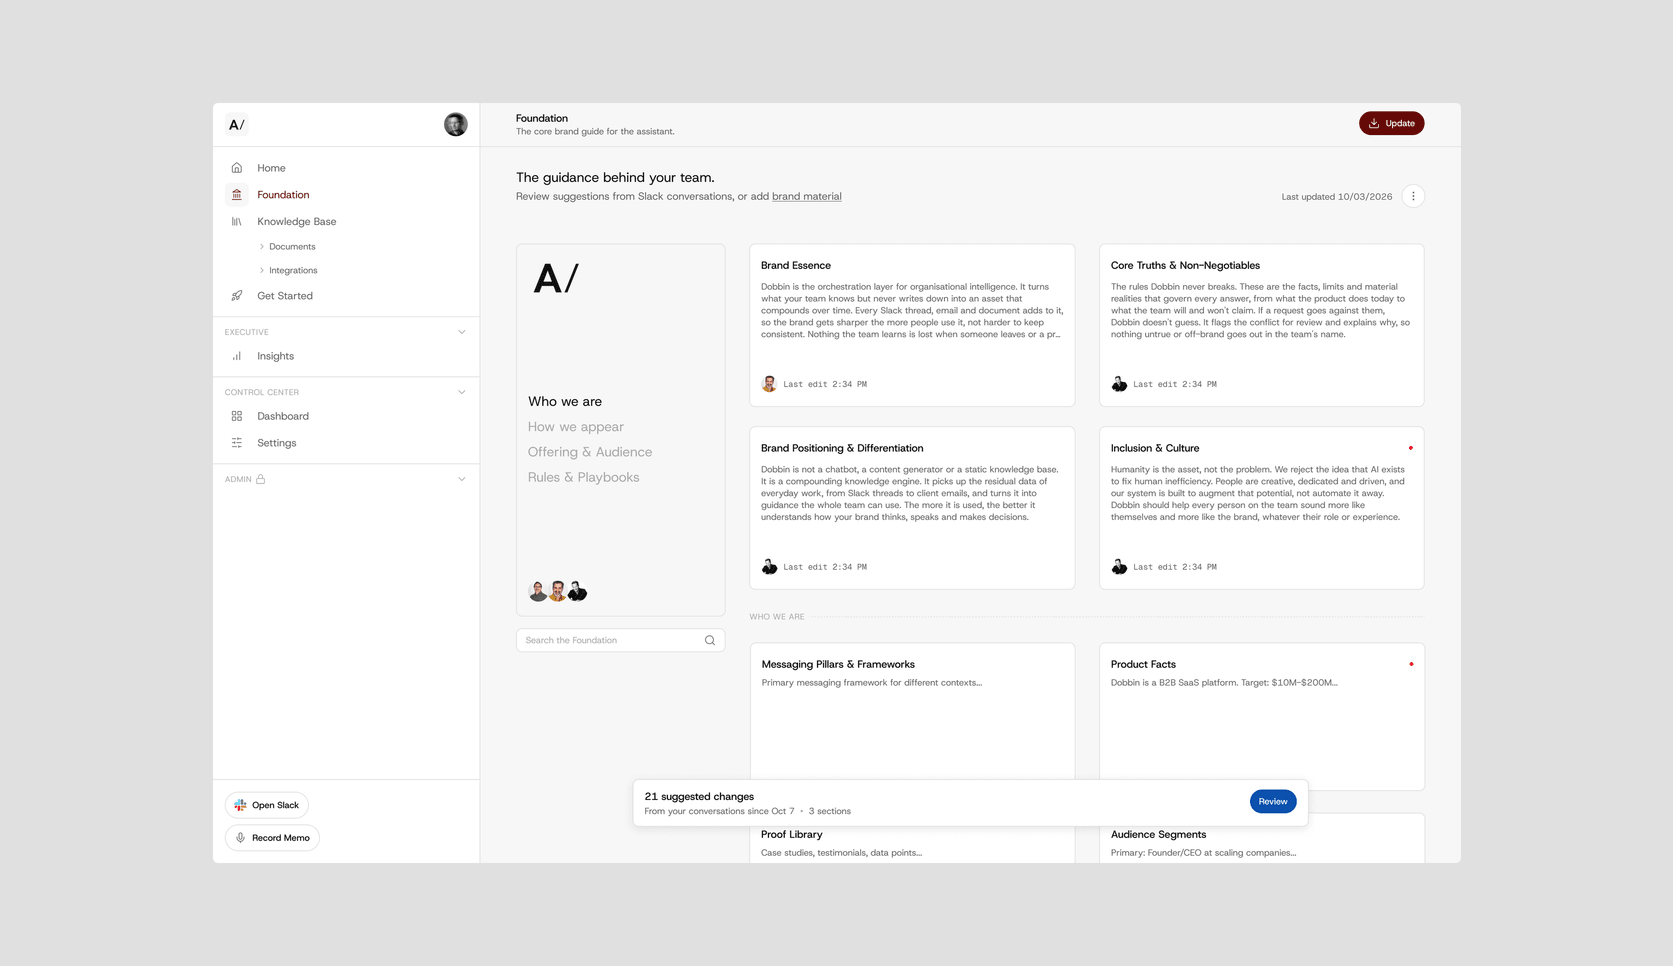 A/
Home
Foundation
Knowledge Base
Documents
Integrations
Get Started
EXECUTIVE
Insights
CONTROL CENTER
Dashboard
Settings
ADMIN
Open Slack
Record Memo
Foundation
The core brand guide for the assistant.
Update
The guidance behind your team.
Review suggestions from Slack conversations, or add brand material
Last updated 10/03/2026
A/
Who we are
How we appear
Offering & Audience
Rules & Playbooks
Search the Foundation
Brand Essence
Dobbin is the orchestration layer for organisational intelligence. It turns
what your team knows but never writes down into an asset that
compounds over time. Every Slack thread, email and document adds to it,
so the brand gets sharper the more people use it, not harder to keep
consistent. Nothing the team learns is lost when someone leaves or a pr...
Last edit 2:34 PM
Core Truths & Non-Negotiables
The rules Dobbin never breaks. These are the facts, limits and material
realities that govern every answer, from what the product does today to
what the team will and won't claim. If a request goes against them,
Dobbin doesn't guess. It flags the conflict for review and explains why, so
nothing untrue or off-brand goes out in the team's name.
Last edit 2:34 PM
Brand Positioning & Differentiation
Dobbin is not a chatbot, a content generator or a static knowledge base.
It is a compounding knowledge engine. It picks up the residual data of
everyday work, from Slack threads to client emails, and turns it into
guidance the whole team can use. The more it is used, the better it
understands how your brand thinks, speaks and makes decisions.
Last edit 2:34 PM
Inclusion & Culture
Humanity is the asset, not the problem. We reject the idea that AI exists
to fix human inefficiency. People are creative, dedicated and driven, and
our system is built to augment that potential, not automate it away.
Dobbin should help every person on the team sound more like
themselves and more like the brand, whatever their role or experience.
Last edit 2:34 PM
WHO WE ARE
Messaging Pillars & Frameworks
Primary messaging framework for different contexts...
Product Facts
Dobbin is a B2B SaaS platform. Target: $10M-$200M...
21 suggested changes
From your conversations since Oct 7 • 3 sections
Review
Proof Library
Case studies, testimonials, data points...
Audience Segments
Primary: Founder/CEO at scaling companies...